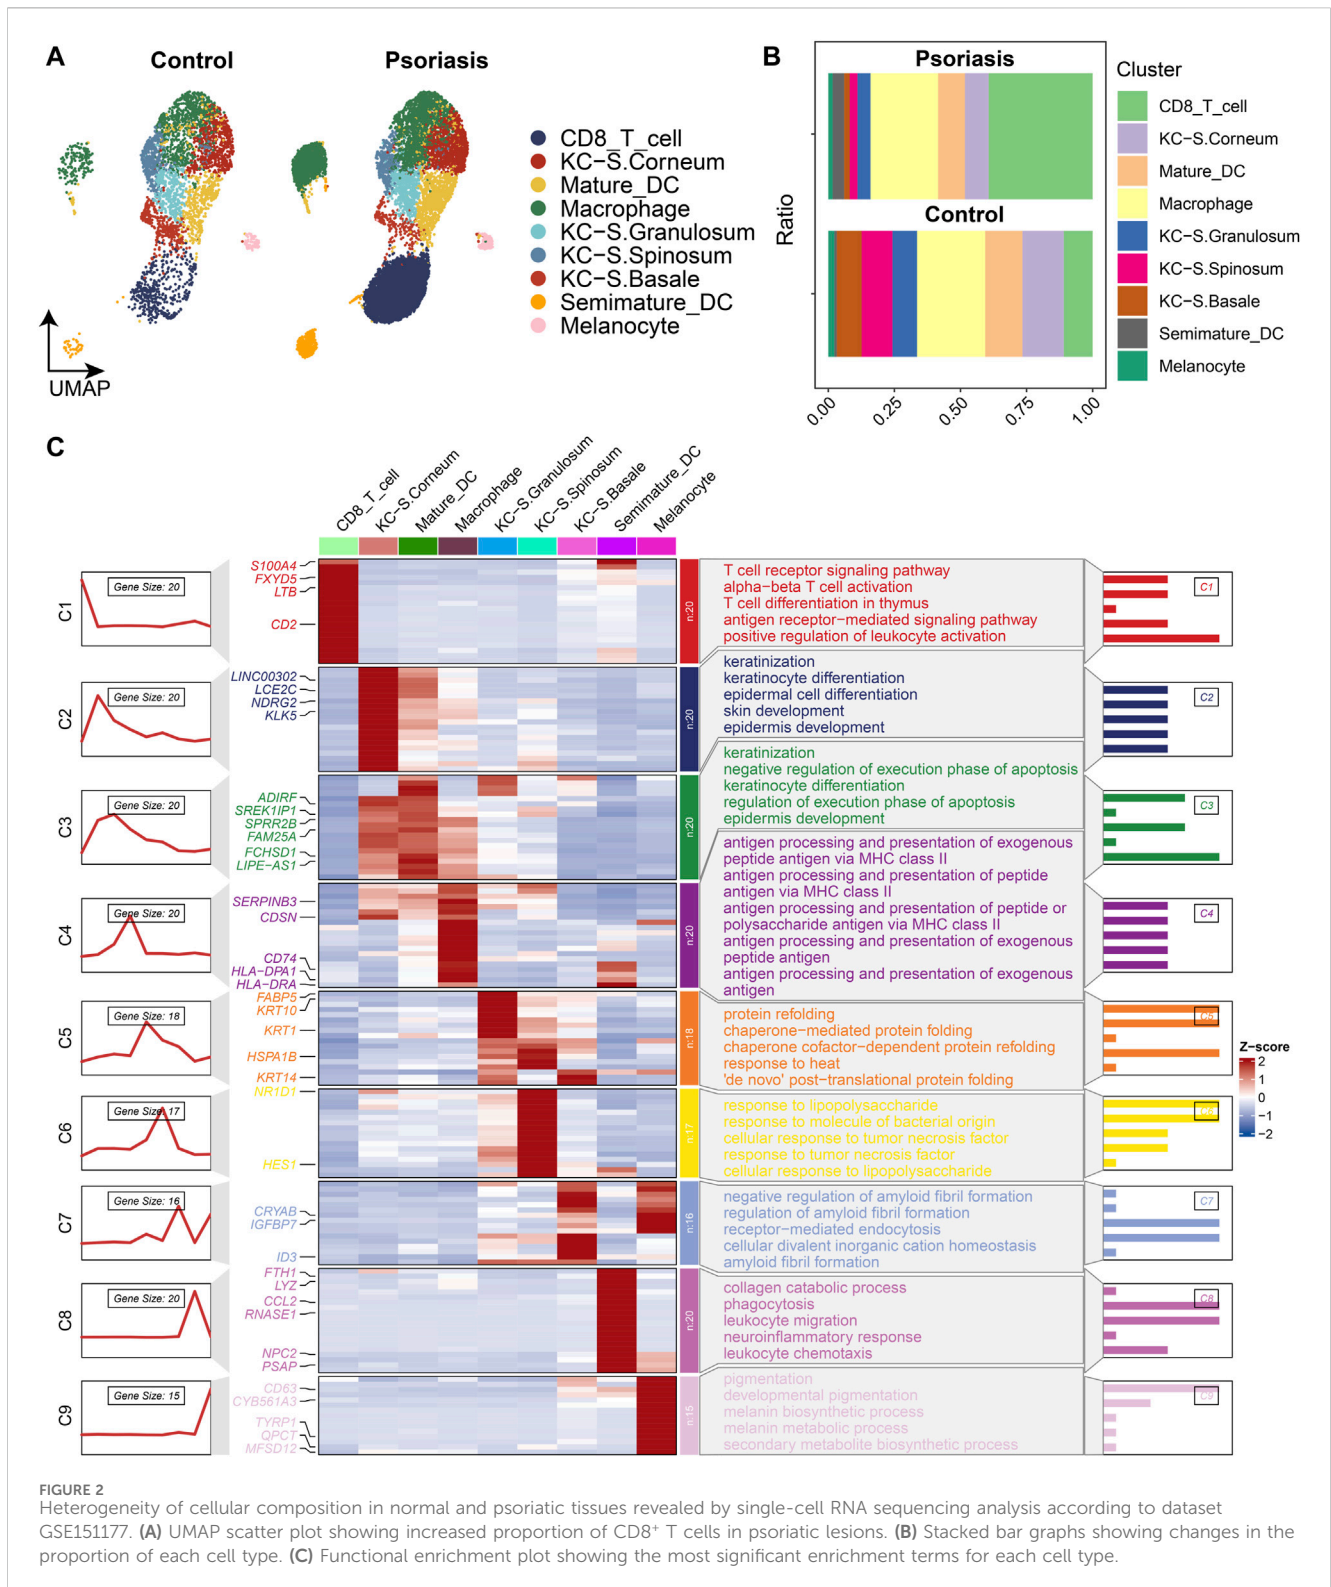 A
Control
Psoriasis
CD8_T_cell
KC−S.Corneum
Mature_DC
Macrophage
KC−S.Granulosum
KC−S.Spinosum
KC−S.Basale
Semimature_DC
Melanocyte
UMAP
B
Psoriasis
Control
Ratio
0.00
0.25
0.50
0.75
1.00
Cluster
CD8_T_cell
KC−S.Corneum
Mature_DC
Macrophage
KC−S.Granulosum
KC−S.Spinosum
KC−S.Basale
Semimature_DC
Melanocyte
C
CD8_T_cell
KC−S.Corneum
Mature_DC
Macrophage
KC−S.Granulosum
KC−S.Spinosum
KC−S.Basale
Semimature_DC
Melanocyte
C1
Gene Size: 20
S100A4
FXYD5
LTB
CD2
n:20
T cell receptor signaling pathway
alpha−beta T cell activation
T cell differentiation in thymus
antigen receptor−mediated signaling pathway
positive regulation of leukocyte activation
C1
C2
Gene Size: 20
LINC00302
LCE2C
NDRG2
KLK5
n:20
keratinization
keratinocyte differentiation
epidermal cell differentiation
skin development
epidermis development
C2
C3
Gene Size: 20
ADIRF
SREK1IP1
SPRR2B
FAM25A
FCHSD1
LIPE−AS1
n:20
keratinization
negative regulation of execution phase of apoptosis
keratinocyte differentiation
regulation of execution phase of apoptosis
epidermis development
C3
C4
Gene Size: 20
SERPINB3
CDSN
CD74
HLA−DPA1
HLA−DRA
n:20
antigen processing and presentation of exogenous
peptide antigen via MHC class II
antigen processing and presentation of peptide
antigen via MHC class II
antigen processing and presentation of peptide or
polysaccharide antigen via MHC class II
antigen processing and presentation of exogenous
peptide antigen
antigen processing and presentation of exogenous
antigen
C4
C5
Gene Size: 18
FABP5
KRT10
KRT1
HSPA1B
KRT14
n:18
protein refolding
chaperone−mediated protein folding
chaperone cofactor−dependent protein refolding
response to heat
'de novo' post−translational protein folding
C5
C6
Gene Size: 17
NR1D1
HES1
n:17
response to lipopolysaccharide
response to molecule of bacterial origin
cellular response to tumor necrosis factor
response to tumor necrosis factor
cellular response to lipopolysaccharide
C6
C7
Gene Size: 16
CRYAB
IGFBP7
ID3
n:16
negative regulation of amyloid fibril formation
regulation of amyloid fibril formation
receptor−mediated endocytosis
cellular divalent inorganic cation homeostasis
amyloid fibril formation
C7
C8
Gene Size: 20
FTH1
LYZ
CCL2
RNASE1
NPC2
PSAP
n:20
collagen catabolic process
phagocytosis
leukocyte migration
neuroinflammatory response
leukocyte chemotaxis
C8
C9
Gene Size: 15
CD63
CYB561A3
TYRP1
QPCT
MFSD12
n:15
pigmentation
developmental pigmentation
melanin biosynthetic process
melanin metabolic process
secondary metabolite biosynthetic process
C9
Z−score
2
1
0
−1
−2
FIGURE 2
Heterogeneity of cellular composition in normal and psoriatic tissues revealed by single-cell RNA sequencing analysis according to dataset
GSE151177. (A) UMAP scatter plot showing increased proportion of CD8⁺ T cells in psoriatic lesions. (B) Stacked bar graphs showing changes in the
proportion of each cell type. (C) Functional enrichment plot showing the most significant enrichment terms for each cell type.